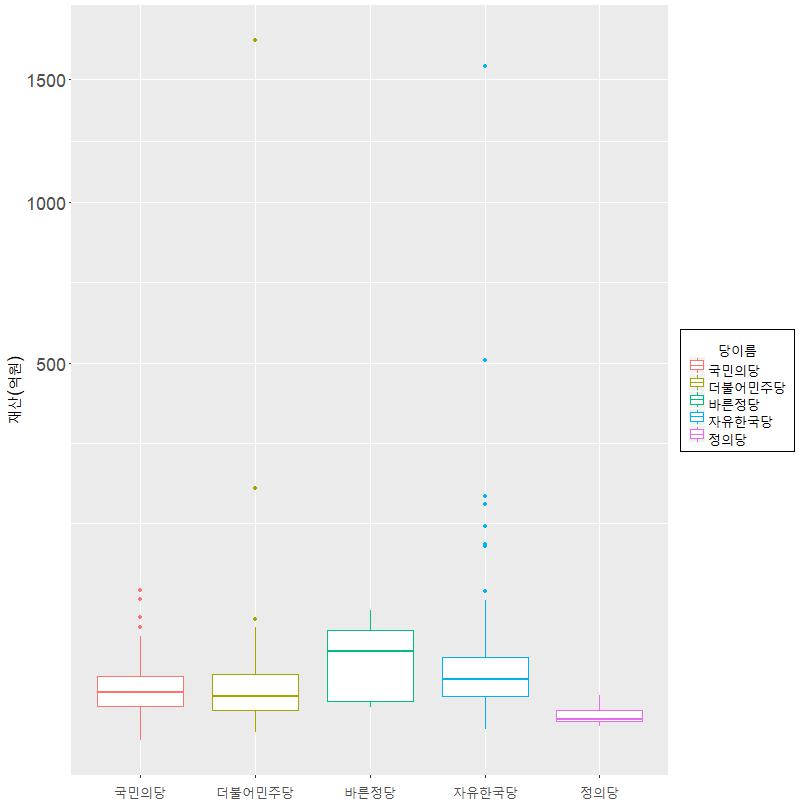 1500
1000
500
재산(억원)
국민의당
더불어민주당
바른정당
자유한국당
정의당
당이름
국민의당
더불어민주당
바른정당
자유한국당
정의당